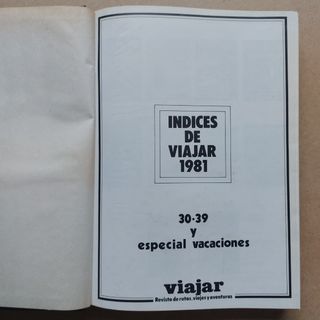 INDICES
DE
VIAJAR
1981
30-39
y
especial vacaciones
viajar
Revista de rutas, viajes y aventuras